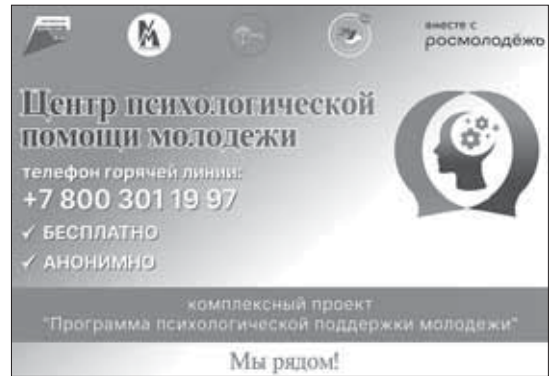 вместе с
росмолодёжь
Центр психологической
помощи молодежи
телефон горячей линии:
+7 800 301 19 97
✓ БЕСПЛАТНО
✓ АНОНИМНО
комплексный проект
"Программа психологической поддержки молодежи"
Мы рядом!